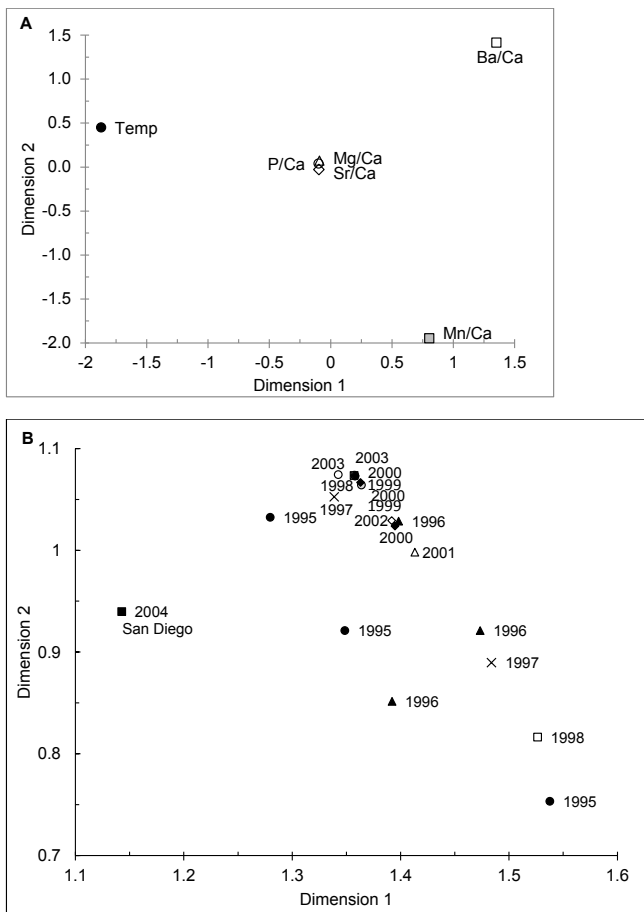 A
1.5
1.0
0.5
0.0
-0.5
-1.0
-1.5
-2.0
Dimension 2
Ba/Ca
Temp
P/Ca
Mg/Ca
Sr/Ca
Mn/Ca
-2 -1.5 -1 -0.5 0 0.5 1 1.5
Dimension 1
B
1.1
1
0.9
0.8
0.7
Dimension 2
2003
2003
2000
1998
1999
1997
2000
1999
1995
2002
1996
2000
2001
2004
San Diego
1995
1996
1997
1996
1998
1995
1.1 1.2 1.3 1.4 1.5 1.6
Dimension 1